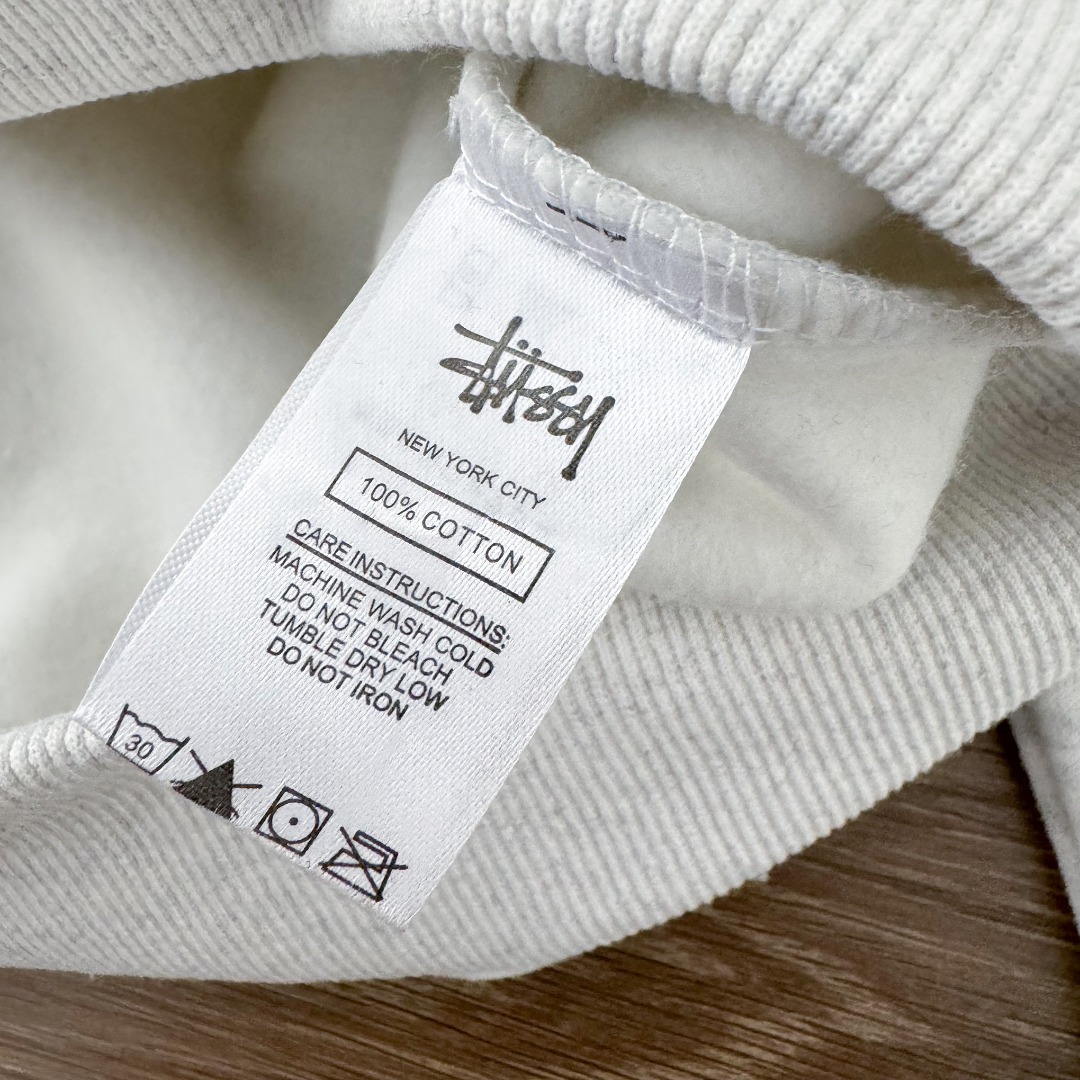 Stüssy
NEW YORK CITY
100% COTTON
CARE INSTRUCTIONS:
MACHINE WASH COLD
DO NOT BLEACH
TUMBLE DRY LOW
DO NOT IRON
30